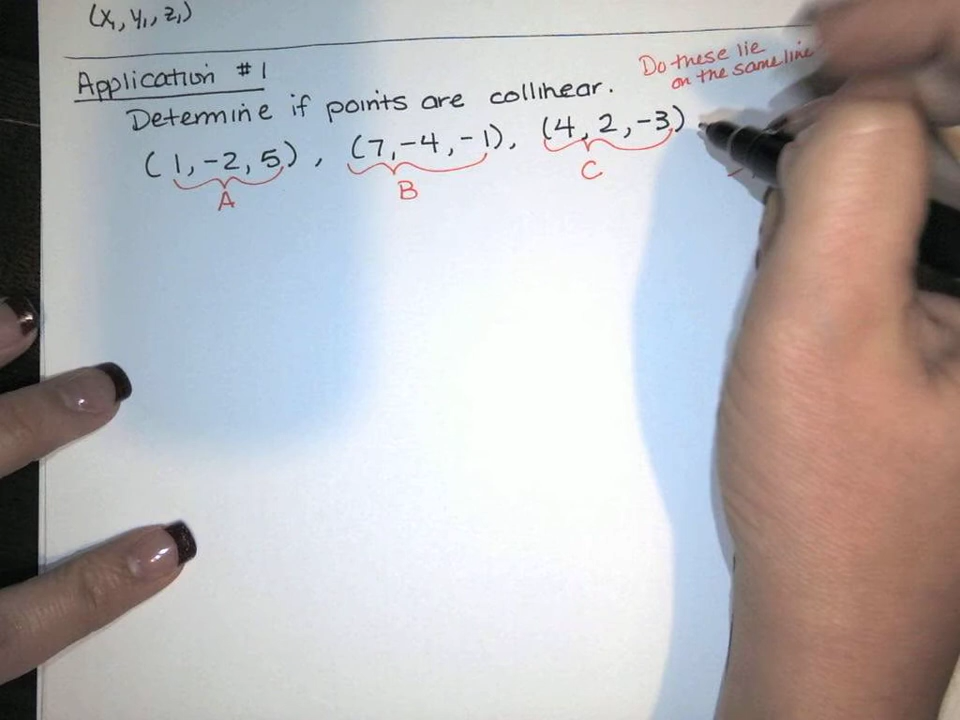 (x₁, y₁, z₁)
Application #1
Do these lie
on the same line
Determine if points are collinear.
(1, -2, 5), (7, -4, -1), (4, 2, -3)
A B C